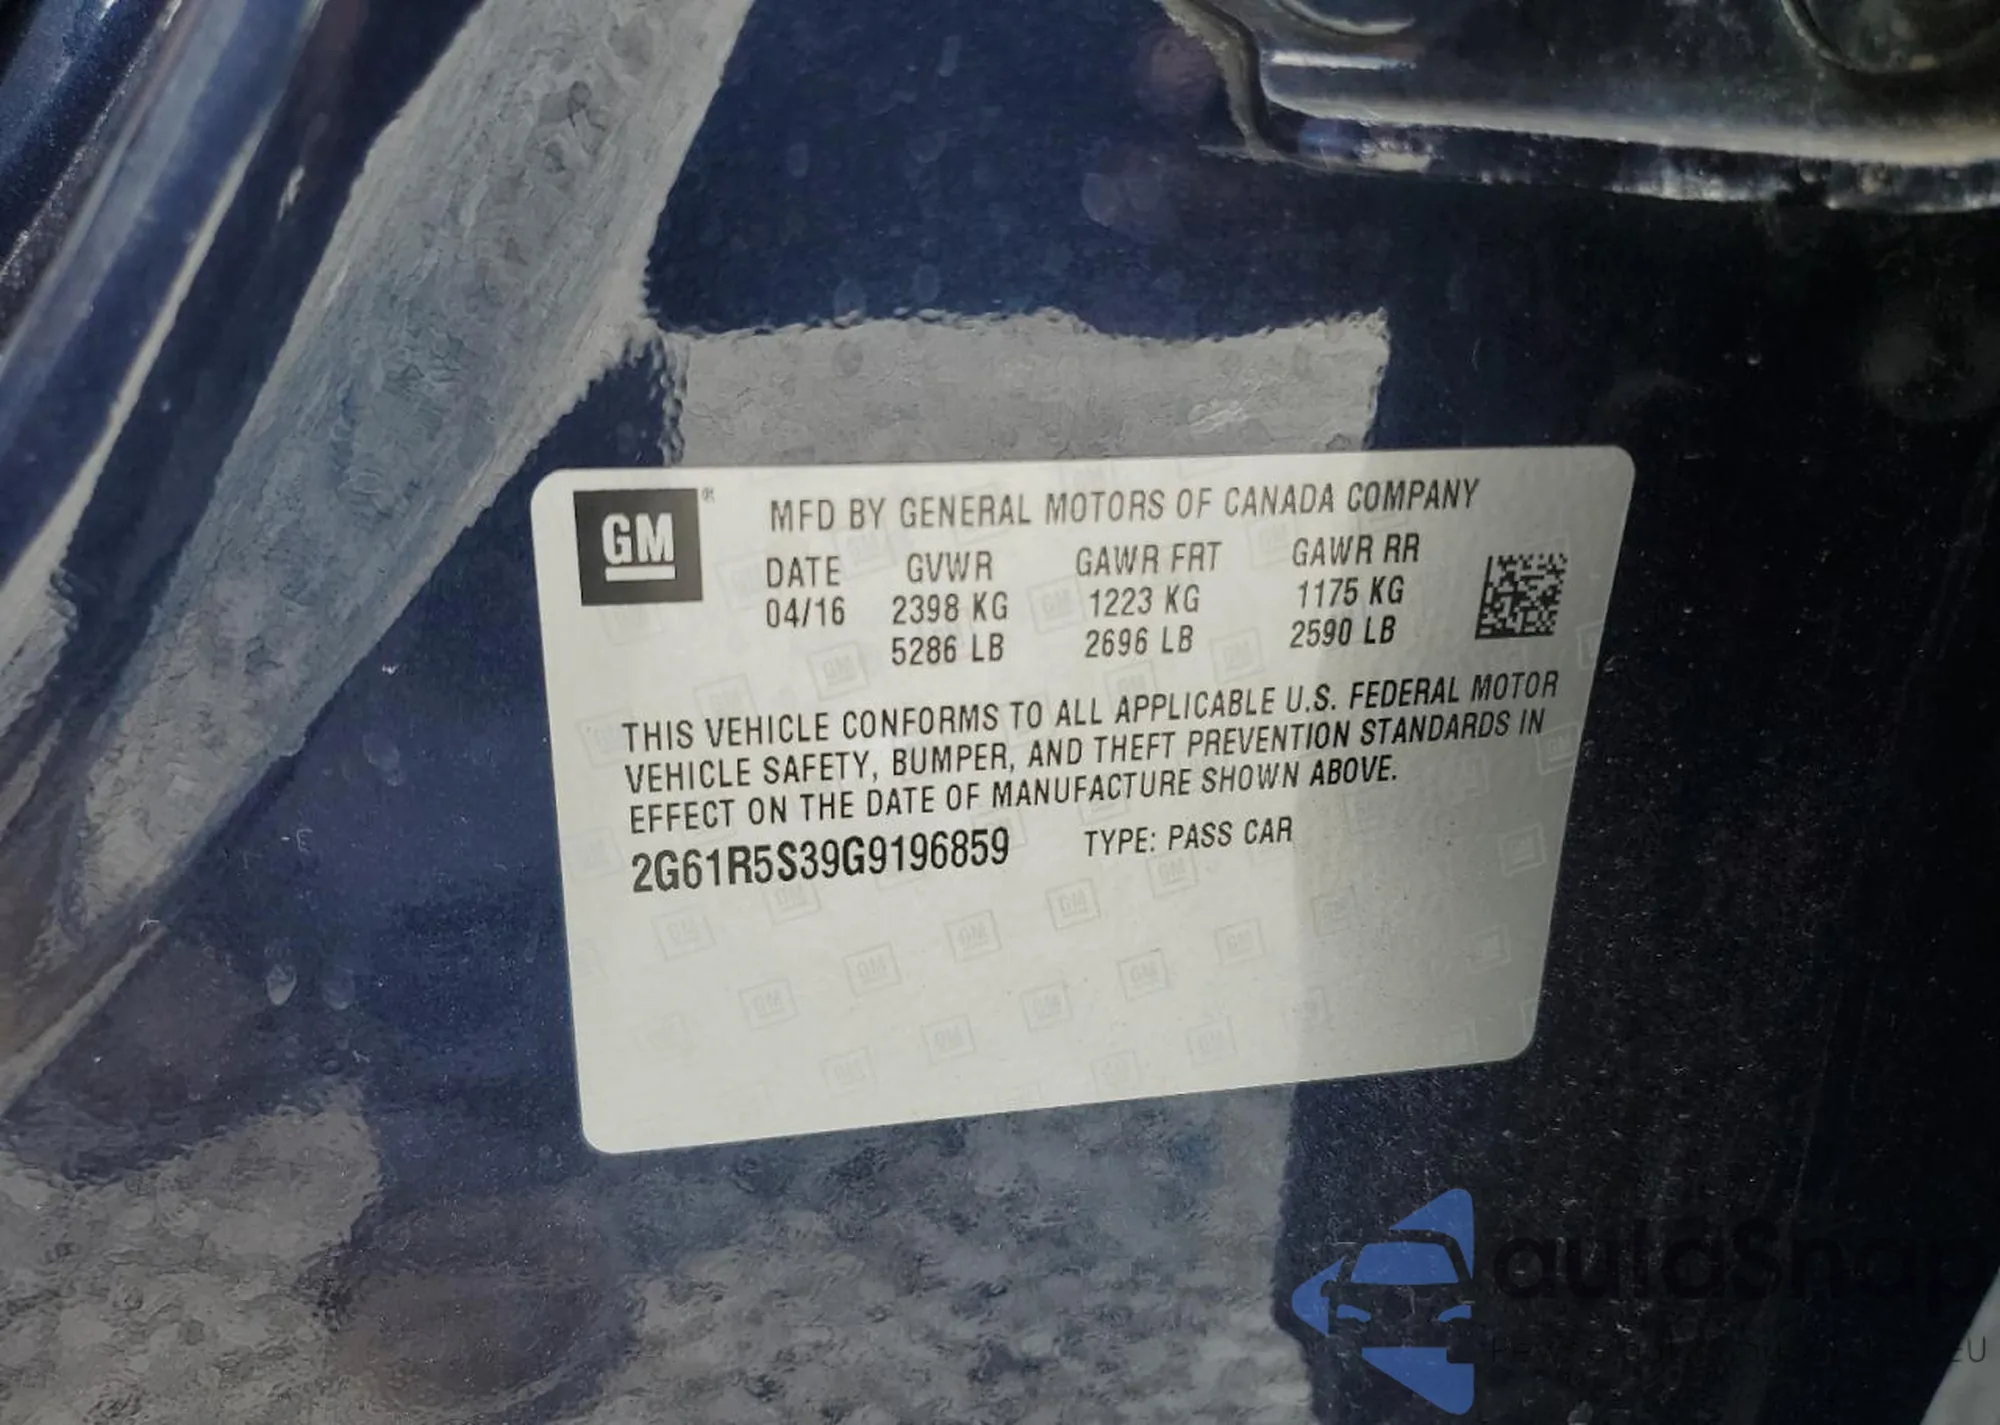 GM ® MFD BY GENERAL MOTORS OF CANADA COMPANY
DATE GVWR GAWR FRT GAWR RR
04/16 2398 KG 1223 KG 1175 KG
5286 LB 2696 LB 2590 LB
THIS VEHICLE CONFORMS TO ALL APPLICABLE U.S. FEDERAL MOTOR
VEHICLE SAFETY, BUMPER, AND THEFT PREVENTION STANDARDS IN
EFFECT ON THE DATE OF MANUFACTURE SHOWN ABOVE.
2G61R5S39G9196859 TYPE: PASS CAR